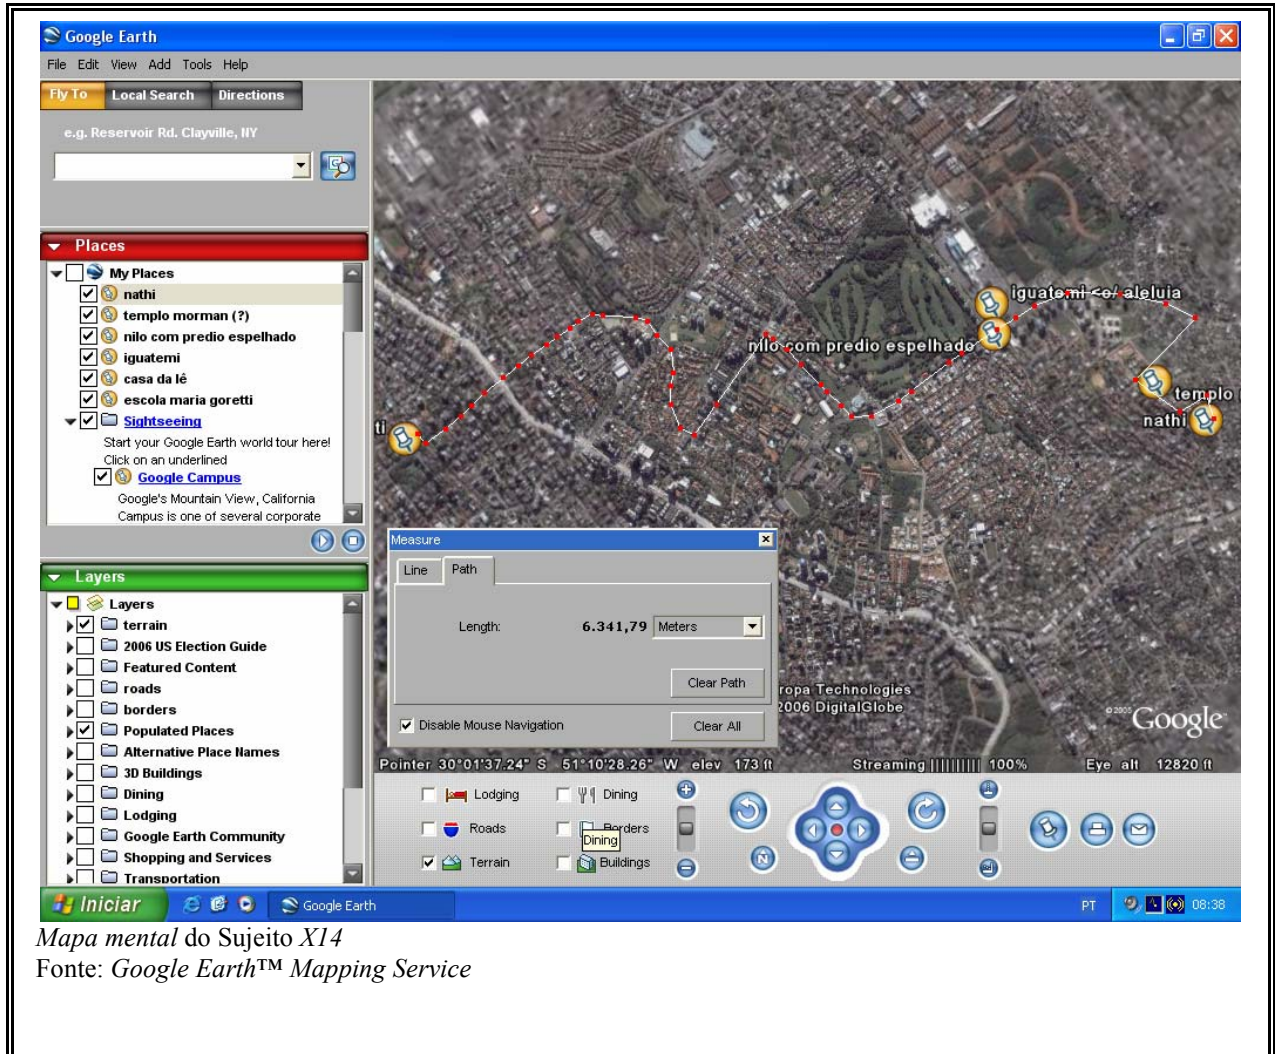 Google Earth
File Edit View Add Tools Help
Fly To Local Search Directions
e.g. Reservoir Rd. Clayville, NY
Places
My Places
nathi
templo morman (?)
nilo com predio espelhado
iguatemi
casa da lê
escola maria goretti
Sightseeing
Start your Google Earth world tour here!
Click on an underlined
Google Campus
Google's Mountain View, California
Campus is one of several corporate
Layers
Layers
terrain
2006 US Election Guide
Featured Content
roads
borders
Populated Places
Alternative Place Names
3D Buildings
Dining
Lodging
Google Earth Community
Shopping and Services
Transportation
iguatemi <o/ aleluia
nilo com predio espelhado
templo
nathi
ti
Measure
Line Path
Length: 6.341,79 Meters
Clear Path
Disable Mouse Navigation Clear All
ropa Technologies
2006 DigitalGlobe
©2005 Google
Pointer 30°01'37.24" S 51°10'28.26" W elev 173 ft Streaming ||||||||| 100% Eye alt 12820 ft
Lodging Dining
Roads Borders
Dining
Terrain Buildings
N
Iniciar Google Earth PT 08:38
Mapa mental do Sujeito X14
Fonte: Google Earth™ Mapping Service